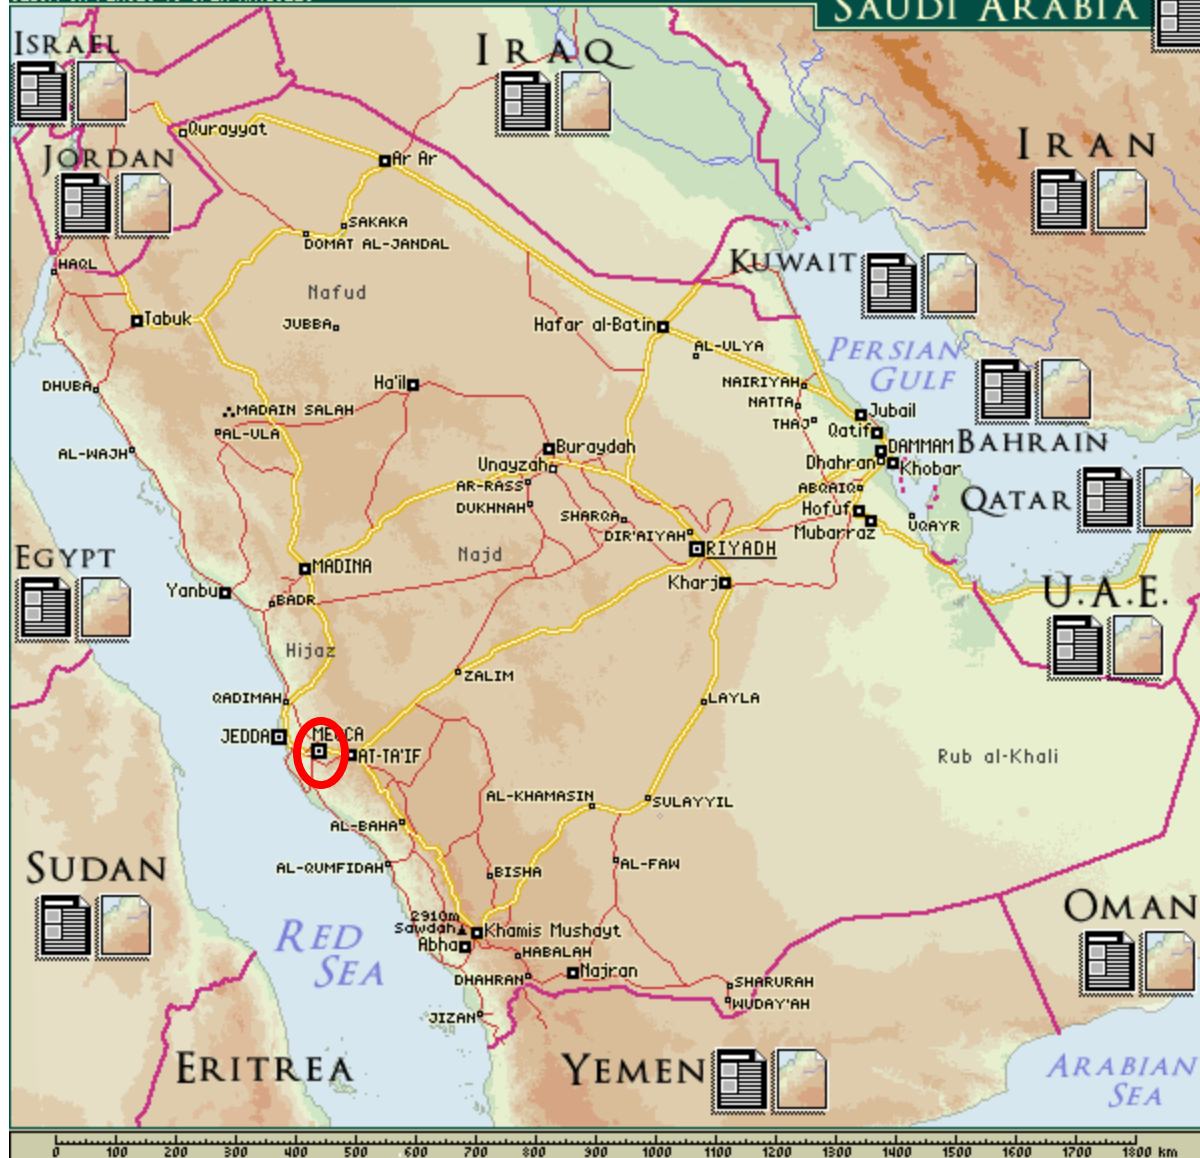 SAUDI ARABIA
ISRAEL
IRAQ
IRAN
Qurayyat
JORDAN
Ar Ar
SAKAKA
DOMAT AL-JANDAL
HAQL
KUWAIT
Nafud
Tabuk
JUBBA
Hafar al-Batin
AL-ULYA
PERSIAN
GULF
DHUBA
Ha'il
NAIRIYAH
NATTA
THAJ
Jubail
MADAIN SALAH
AL-ULA
Qatif
DAMMAM
BAHRAIN
AL-WAJH
Buraydah
Unayzah
Dhahran
Khobar
AR-RASS
ABQAIQ
QATAR
DUKHNAH
SHARQA
Hofuf
UQAYR
Mubarraz
DIR'AIYAH
RIYADH
EGYPT
Najd
MADINA
Kharj
Yanbu
BADR
U.A.E.
Hijaz
ZALIM
QADIMAH
LAYLA
JEDDA
MECCA
AT-TA'IF
Rub al-Khali
AL-KHAMASIN
SULAYYIL
AL-BAHA
SUDAN
AL-QUMFIDAH
BISHA
AL-FAW
OMAN
2910m
Sawdah
Khamis Mushayt
RED
SEA
Abha
HABALAH
DHAHRAN
Najran
SHARURAH
WUDAY'AH
JIZAN
ERITREA
YEMEN
ARABIAN
SEA
0 100 200 300 400 500 600 700 800 900 1000 1100 1200 1300 1400 1500 1600 1700 1800 km